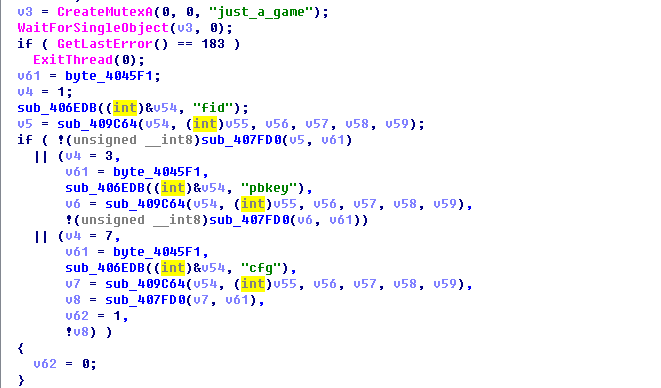 v3 = CreateMutexA(0, 0, "just_a_game");
WaitForSingleObject(v3, 0);
if ( GetLastError() == 183 )
ExitThread(0);
v61 = byte_4045F1;
v4 = 1;
sub_406EDB((int)&v54, "fid");
v5 = sub_409C64(v54, (int)v55, v56, v57, v58, v59);
if ( !(unsigned __int8)sub_407FD0(v5, v61)
|| (v4 = 3,
v61 = byte_4045F1,
sub_406EDB((int)&v54, "pbkey"),
v6 = sub_409C64(v54, (int)v55, v56, v57, v58, v59),
!(unsigned __int8)sub_407FD0(v6, v61))
|| (v4 = 7,
v61 = byte_4045F1,
sub_406EDB((int)&v54, "cfg"),
v7 = sub_409C64(v54, (int)v55, v56, v57, v58, v59),
v8 = sub_407FD0(v7, v61),
v62 = 1,
!v8) )
{
v62 = 0;
}